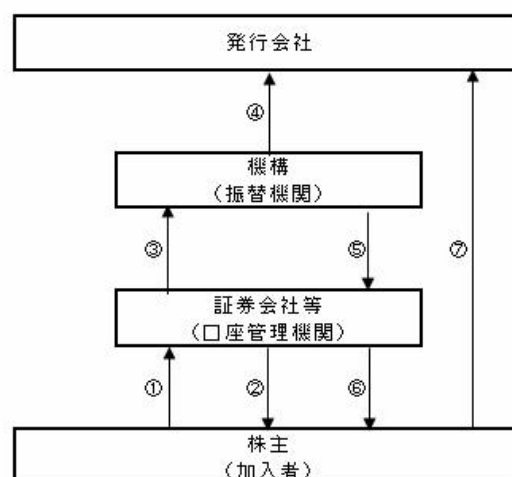 発行会社
④
機構
(振替機関)
③
⑤
⑦
証券会社等
(口座管理機関)
①
②
⑥
株主
(加入者)